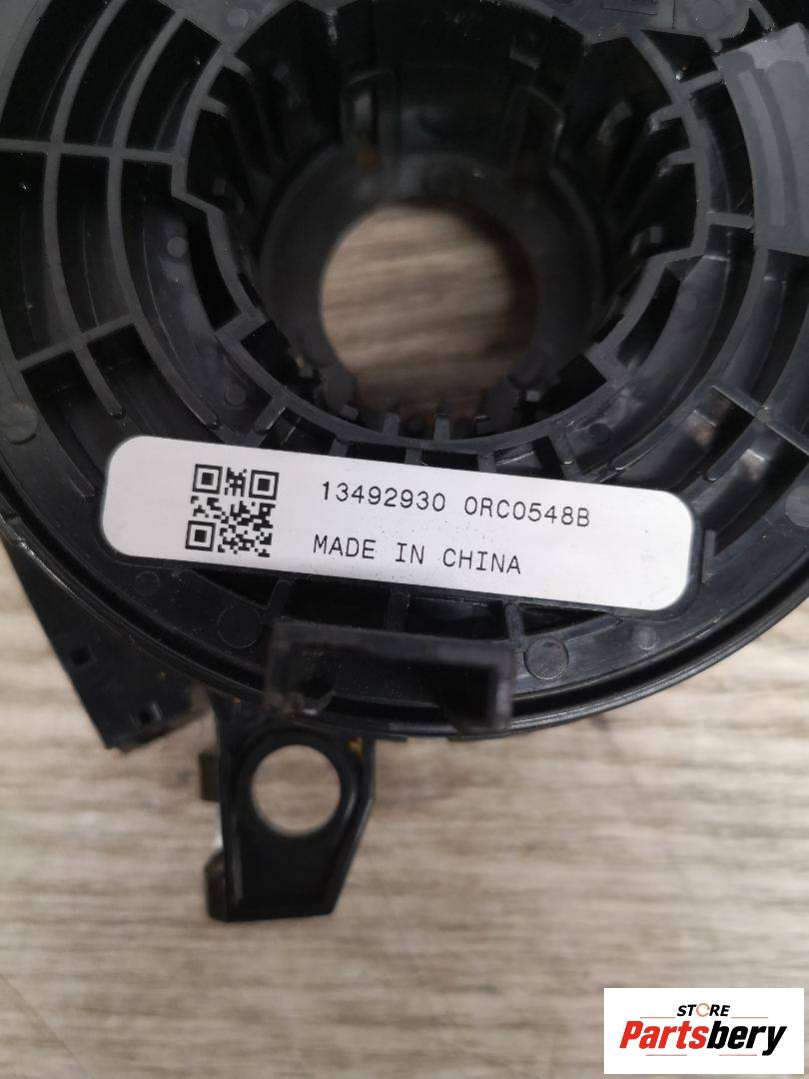 13492930 0RC0548B
MADE IN CHINA
STORE
Partsbery